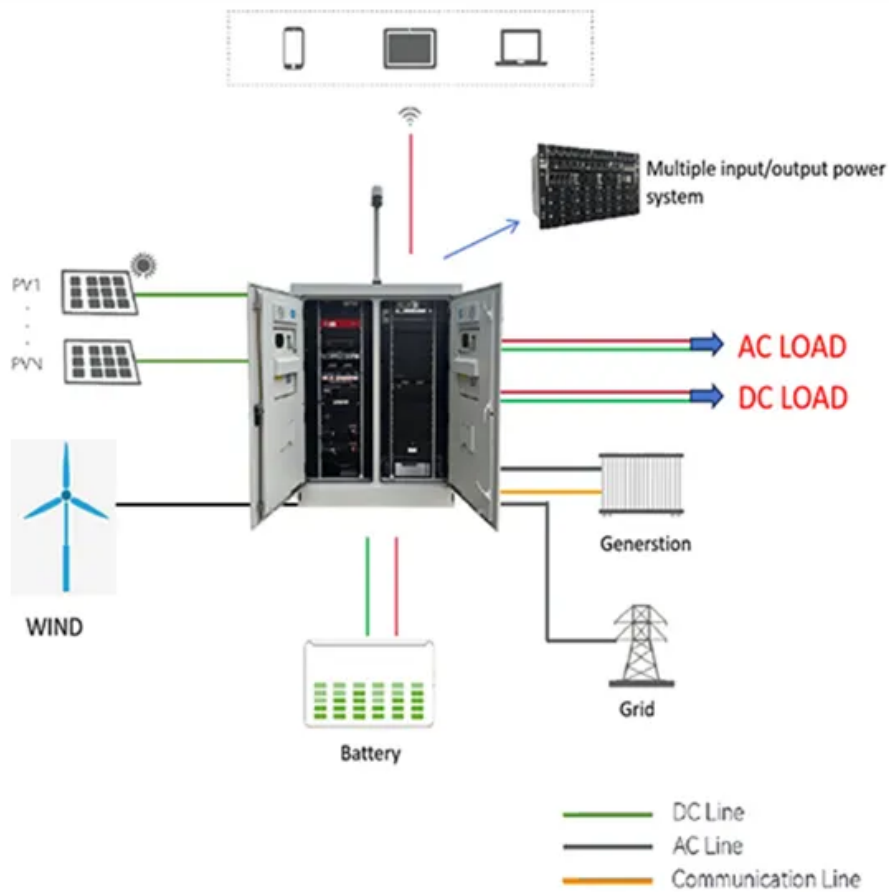 Multiple input/output power
system
PV1
PVN
AC LOAD
DC LOAD
WIND
Generstion
Grid
Battery
DC Line
AC Line
Communication Line